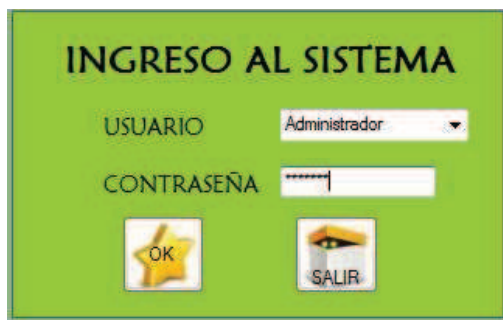 INGRESO AL SISTEMA
USUARIO Administrador
CONTRASEÑA *******
OK SALIR